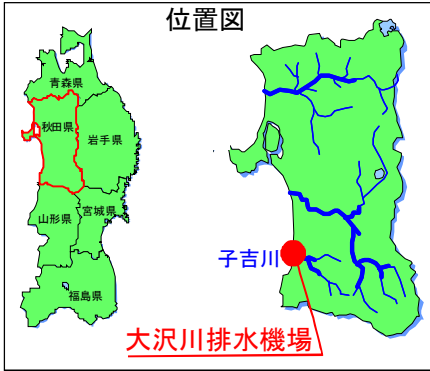 位置図
青森県
秋田県
岩手県
山形県
宮城県
福島県
子吉川
大沢川排水機場